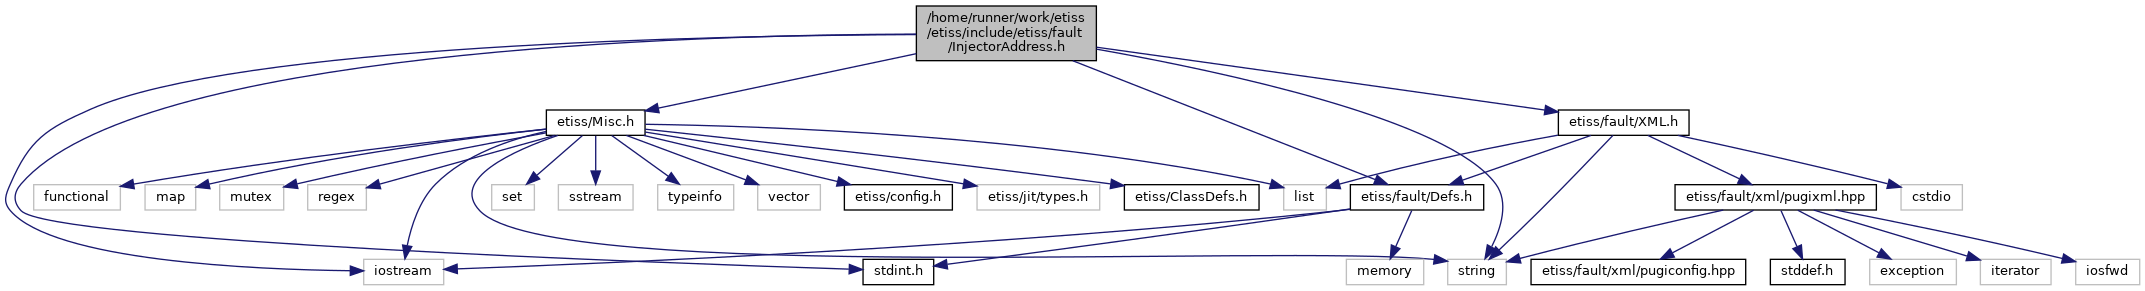 /home/runner/work/etiss
/etiss/include/etiss/fault
/InjectorAddress.h
etiss/Misc.h
etiss/fault/XML.h
functional
map
mutex
regex
set
sstream
typeinfo
vector
etiss/config.h
etiss/jit/types.h
etiss/ClassDefs.h
list
etiss/fault/Defs.h
etiss/fault/xml/pugixml.hpp
cstdio
iostream
stdint.h
memory
string
etiss/fault/xml/pugiconfig.hpp
stddef.h
exception
iterator
iosfwd